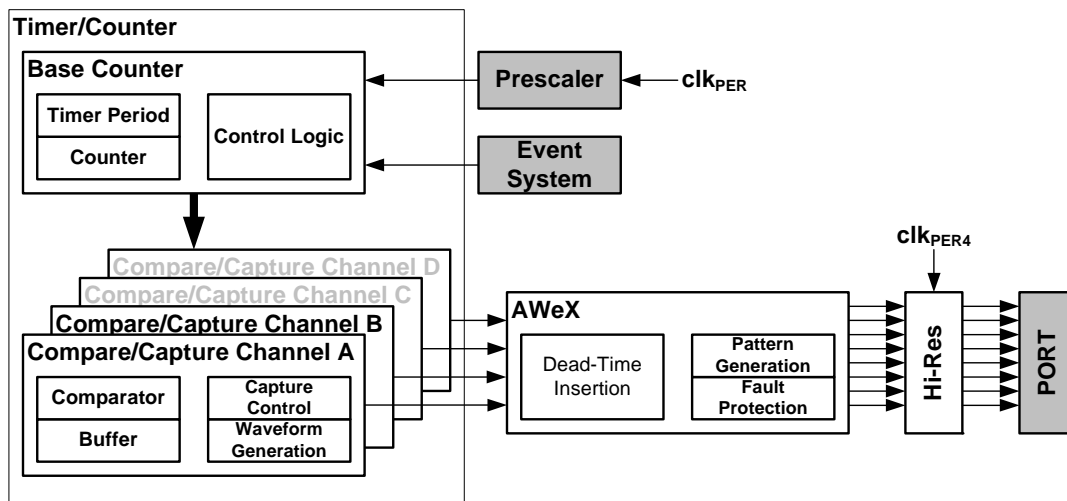 Timer/Counter
Base Counter
Timer Period
Counter
Control Logic
Prescaler
clkPER
Event
System
Compare/Capture Channel D
Compare/Capture Channel C
Compare/Capture Channel B
Compare/Capture Channel A
Comparator
Buffer
Capture
Control
Waveform
Generation
AWeX
Dead-Time
Insertion
Pattern
Generation
Fault
Protection
clkPER4
Hi-Res
PORT